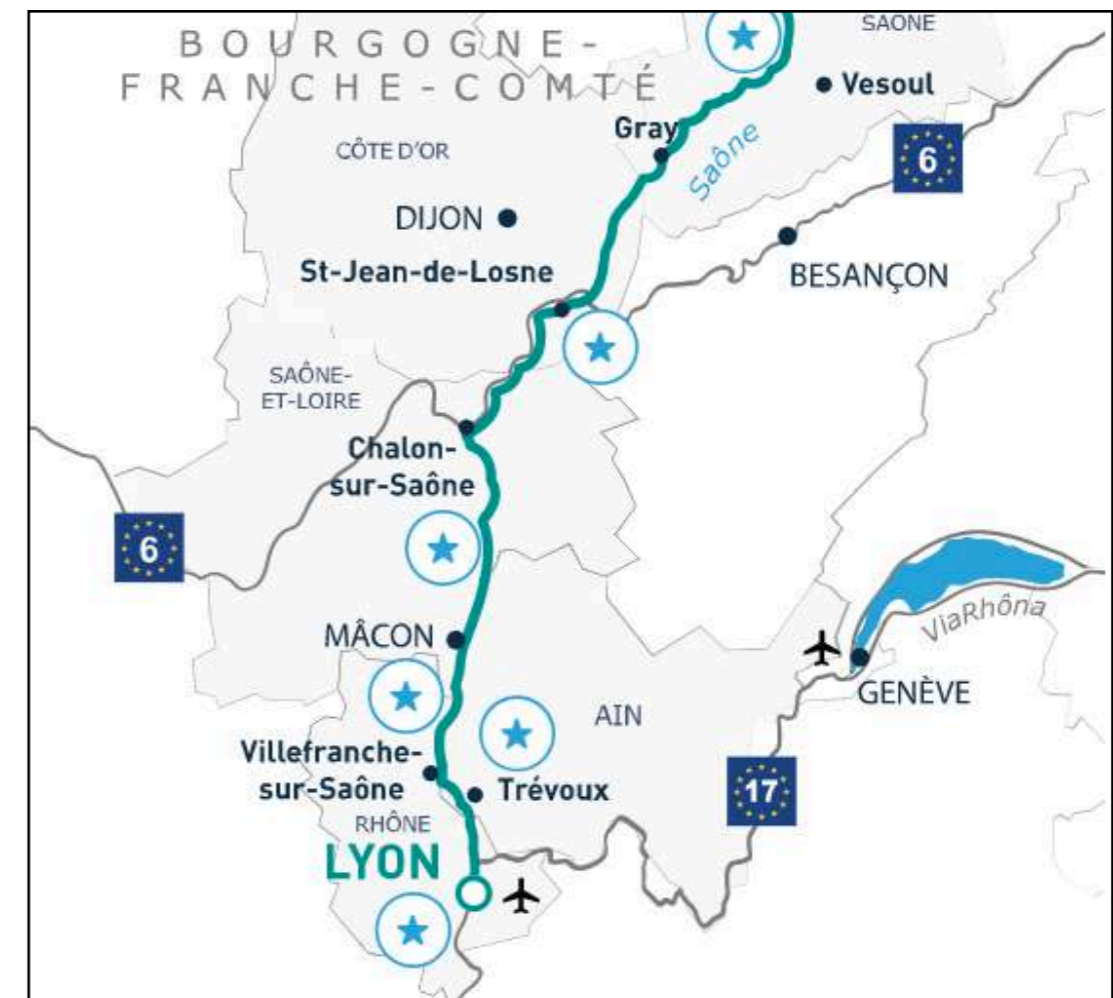 SAÔNE
BOURGOGNE-
FRANCHE-COMTÉ
Vesoul
Gray
Saône
6
CÔTE D'OR
DIJON
BESANÇON
St-Jean-de-Losne
SAÔNE-
ET-LOIRE
Chalon-
sur-Saône
6
ViaRhôna
MÂCON
GENÈVE
AIN
Villefranche-
sur-Saône
Trévoux
17
RHÔNE
LYON